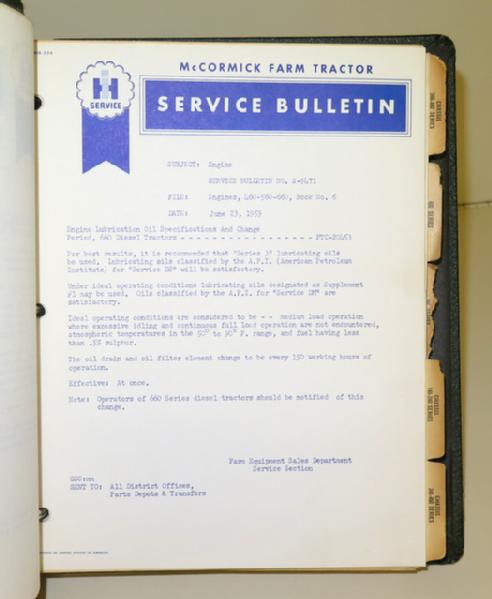 McCORMICK FARM TRACTOR
IH
SERVICE
SERVICE BULLETIN
SUBJECT: Engine
SERVICE BULLETIN NO. S-2471
FILE: Engines, 460-560-660, Book No. 6
DATE: June 23, 1959
Engine Lubrication Oil Specifications And Change
Period, 660 Diesel Tractors - - - - - - - - - - - - - - - - - -
For best results, it is recommended that "Series 3" lubricating oils
be used. Lubricating oils classified by the A.P.I. (American Petroleum
Institute) for "Service DS" will be satisfactory.
Under ideal operating conditions lubricating oils designated as Supplement
#1 may be used. Oils classified by the A.P.I. for "Service DM" are
satisfactory.
Ideal operating conditions are considered to be - - medium load operation
where excessive idling and continuous full load operation are not encountered,
atmospheric temperatures in the 50° to 90° F. range, and fuel having less
than .5% sulphur.
The oil drain and oil filter element change to be every 150 working hours of
operation.
Effective: At once.
Note: Operators of 660 Series diesel tractors should be notified of this
change.
Farm Equipment Sales Department
Service Section
SENT TO: All District Offices,
Parts Depots & Transfers
CHASSIS
CHASSIS
CHASSIS